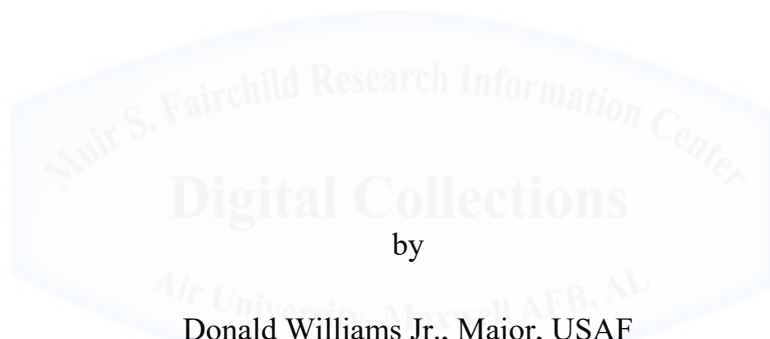 Muir S. Fairchild Research Information Center
Digital Collections
by
Air University-Maxwell AFB, AL
Donald Williams Jr., Major, USAF